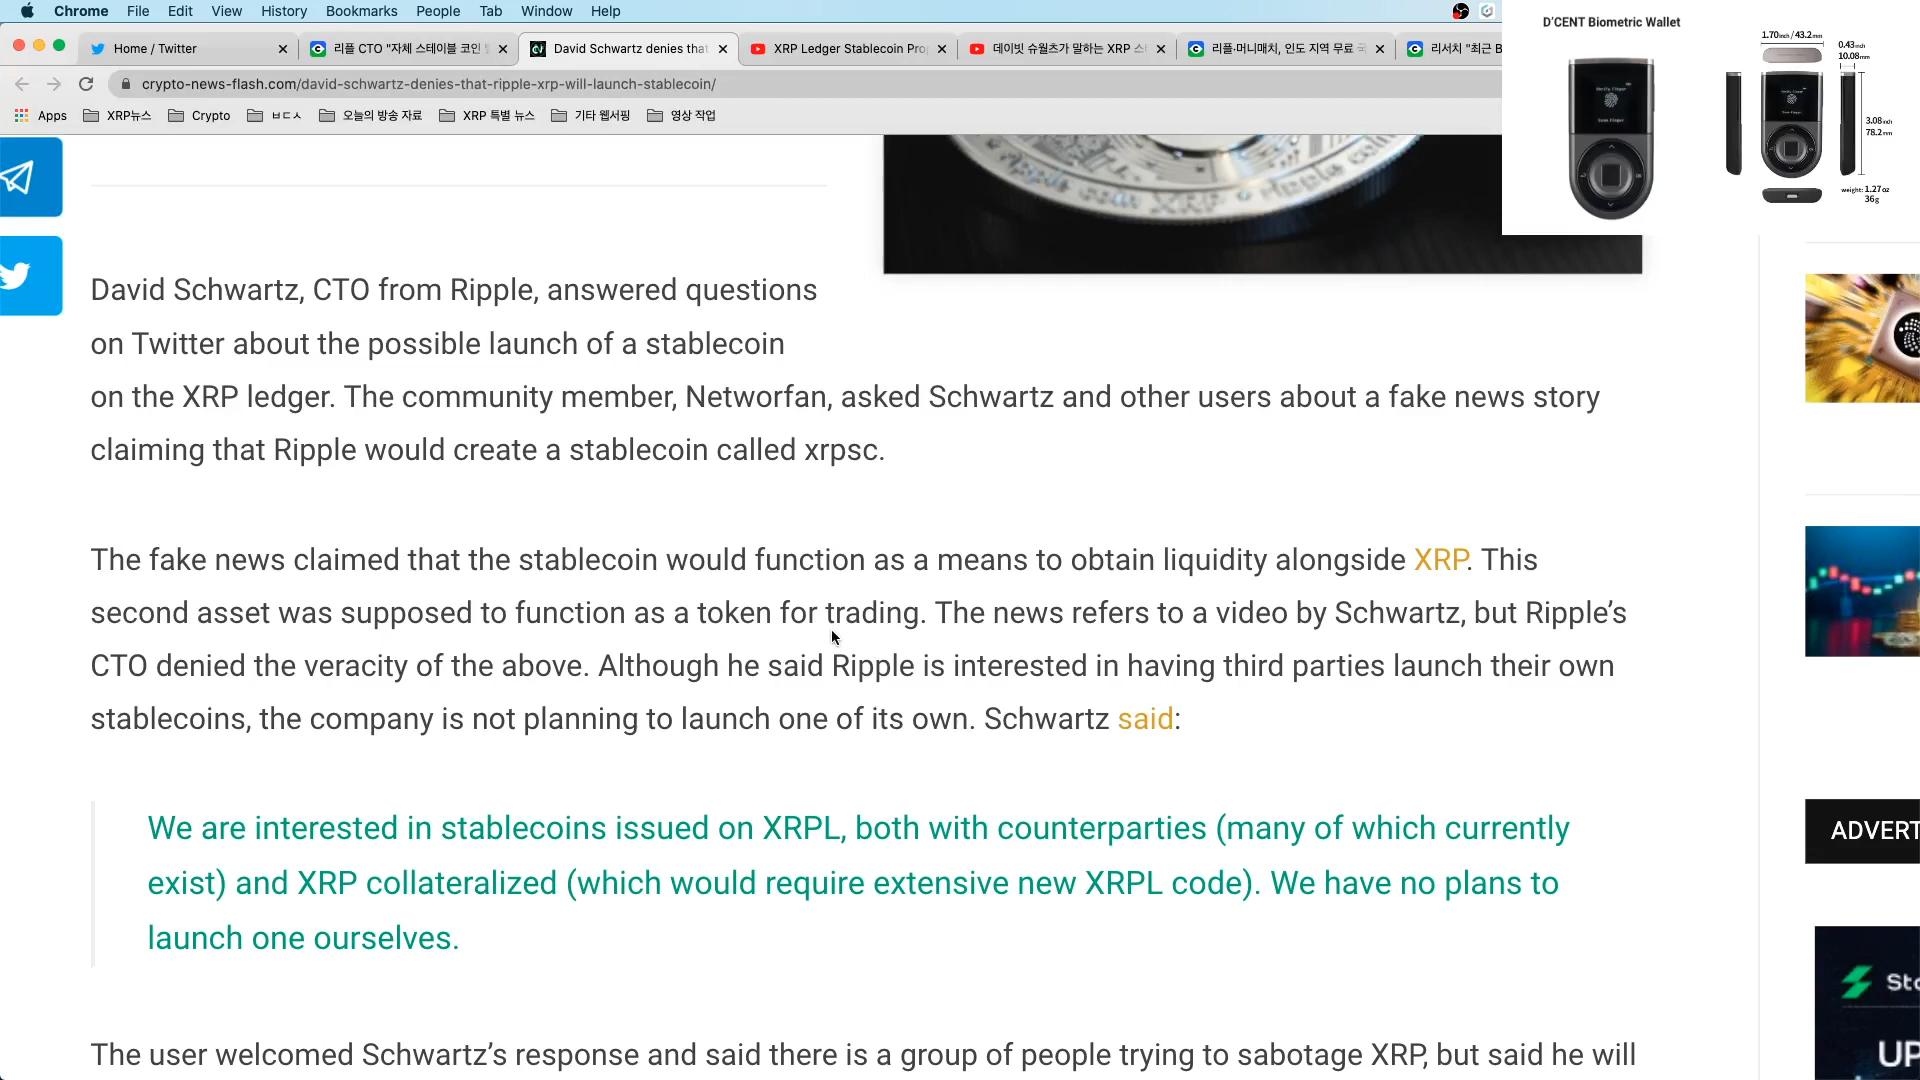 Chrome File Edit View History Bookmarks People Tab Window Help
Home / Twitter
리플 CTO "자체 스테이블 코인
David Schwartz denies that
XRP Ledger Stablecoin Pro
데이빗 슈월츠가 말하는 XRP 스
리플-머니매치, 인도 지역 무료
리서치 "최근 B
crypto-news-flash.com/david-schwartz-denies-that-ripple-xrp-will-launch-stablecoin/
Apps XRP뉴스 Crypto ㅂㄷㅅ 오늘의 방송 자료 XRP 특별 뉴스 기타 웹서핑 영상 작업
D'CENT Biometric Wallet
1.70inch / 43.2mm
0.43inch
10.08mm
3.08inch
78.2mm
weight: 1.27oz
36g
David Schwartz, CTO from Ripple, answered questions
on Twitter about the possible launch of a stablecoin
on the XRP ledger. The community member, Networfan, asked Schwartz and other users about a fake news story
claiming that Ripple would create a stablecoin called xrpsc.
The fake news claimed that the stablecoin would function as a means to obtain liquidity alongside XRP. This
second asset was supposed to function as a token for trading. The news refers to a video by Schwartz, but Ripple’s
CTO denied the veracity of the above. Although he said Ripple is interested in having third parties launch their own
stablecoins, the company is not planning to launch one of its own. Schwartz said:
We are interested in stablecoins issued on XRPL, both with counterparties (many of which currently
exist) and XRP collateralized (which would require extensive new XRPL code). We have no plans to
launch one ourselves.
The user welcomed Schwartz’s response and said there is a group of people trying to sabotage XRP, but said he will
ADVERT
Sto
UP